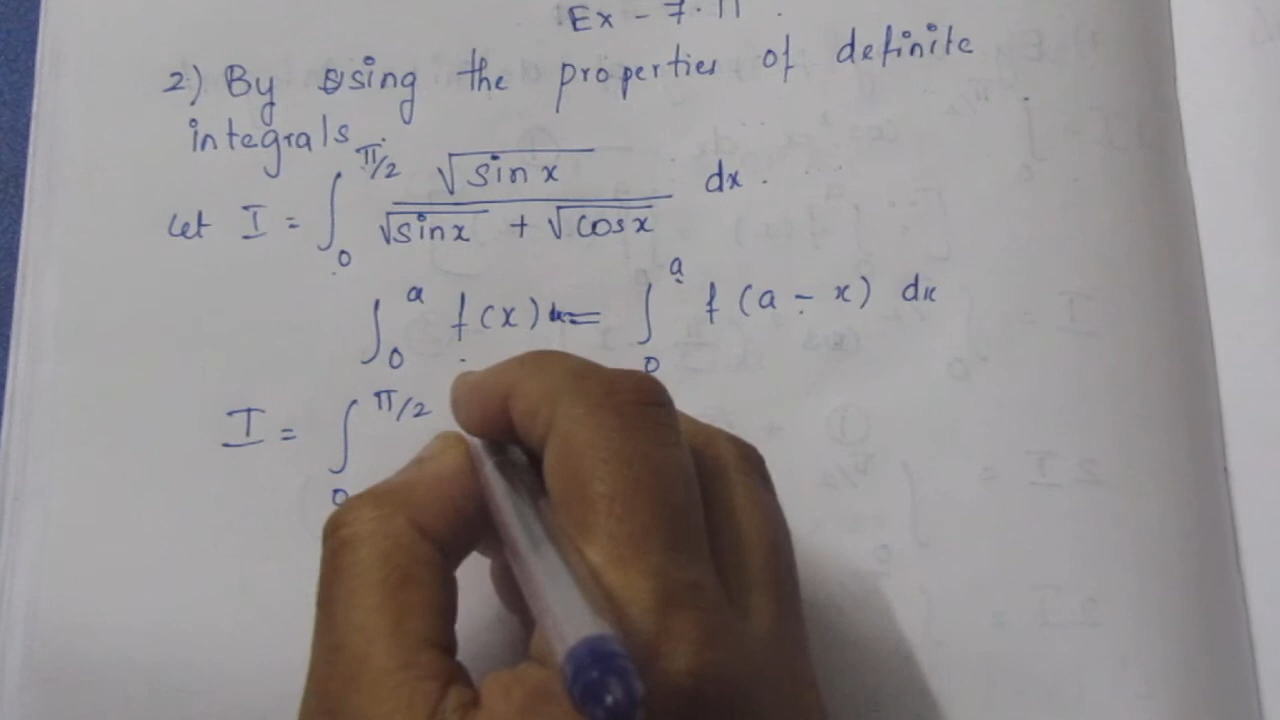 Ex - 7.11
2) By using the properties of definite
integrals
Let I = ∫₀^(π/2) √(sin x) / (√(sin x) + √(cos x)) dx.
∫₀^a f(x) = ∫₀^a f(a - x) dx
I = ∫₀^(π/2)